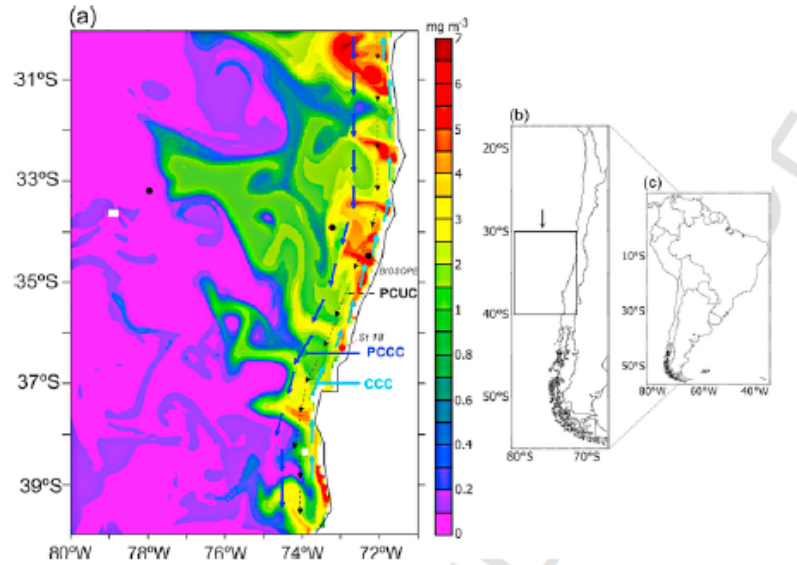 (a)
mg m-3
31ºS
33ºS
35ºS
37ºS
39ºS
80ºW
78ºW
76ºW
74ºW
72ºW
BIOSOPE
PCUC
St 18
PCCC
CCC
7
6
5
4
3
2
1
0.8
0.6
0.4
0.2
0
(b)
20ºS
30ºS
40ºS
50ºS
80ºS
70ºS
(c)
10ºS
30ºS
50ºS
80ºW
60ºW
40ºW